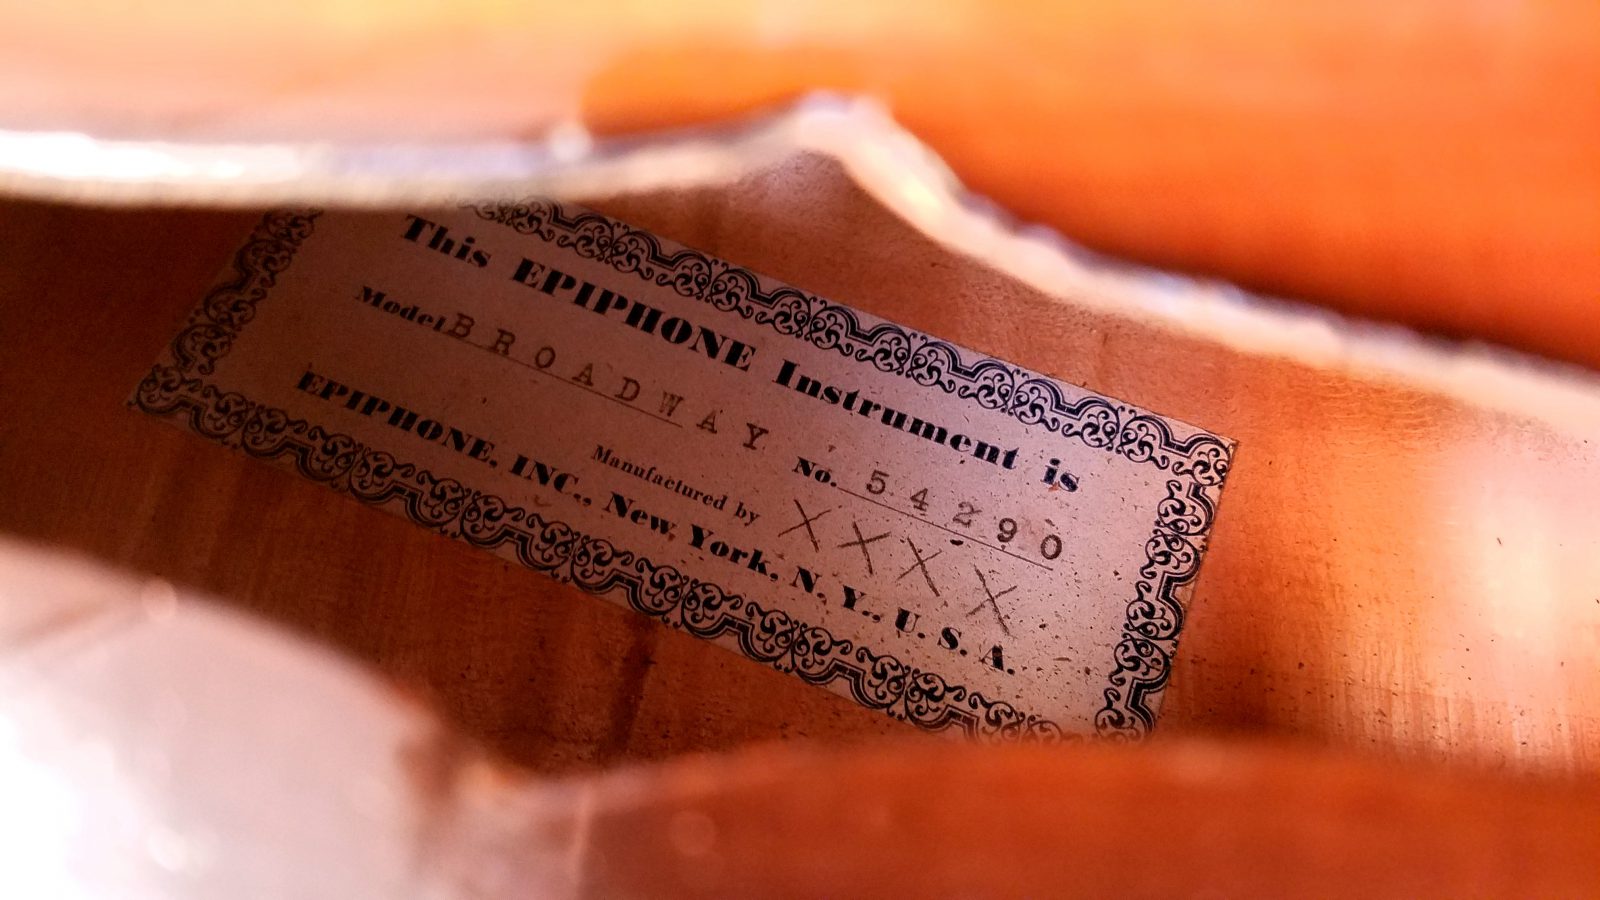 This EPIPHONE Instrument is
Model BROADWAY No. 54290
Manufactured by XXXX
EPIPHONE, INC., New York, N. Y., U. S. A.